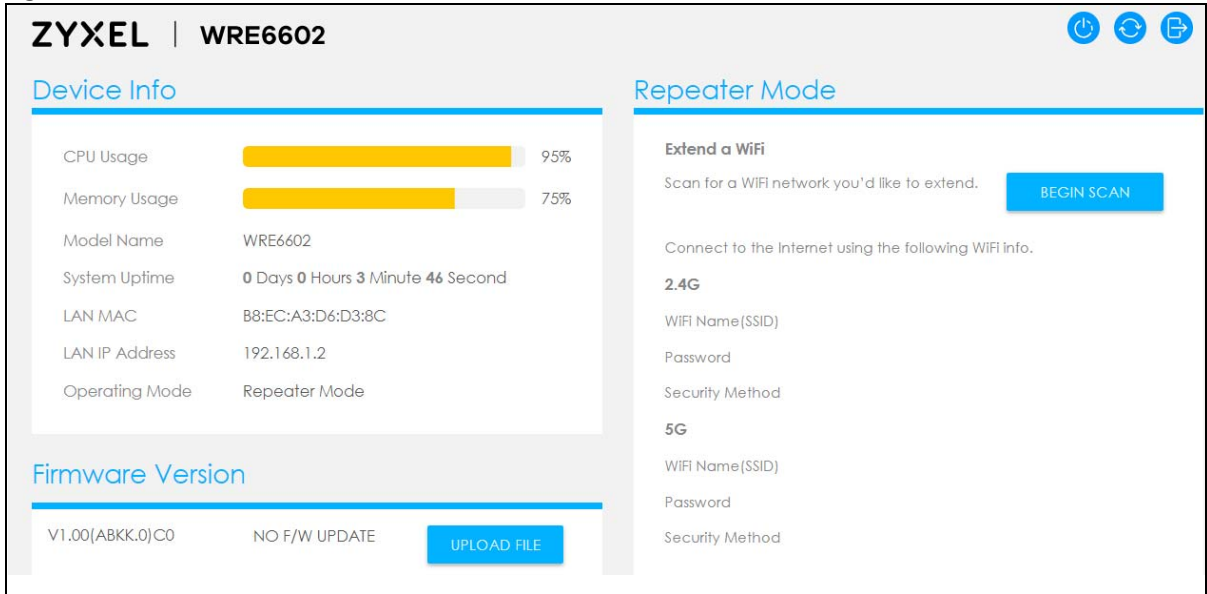 ZYXEL | WRE6602
Device Info
CPU Usage 95%
Memory Usage 75%
Model Name WRE6602
System Uptime 0 Days 0 Hours 3 Minute 46 Second
LAN MAC B8:EC:A3:D6:D3:8C
LAN IP Address 192.168.1.2
Operating Mode Repeater Mode
Firmware Version
V1.00(ABKK.0)C0 NO F/W UPDATE UPLOAD FILE
Repeater Mode
Extend a WiFi
Scan for a WiFi network you'd like to extend. BEGIN SCAN
Connect to the Internet using the following WiFi info.
2.4G
WiFi Name(SSID)
Password
Security Method
5G
WiFi Name(SSID)
Password
Security Method